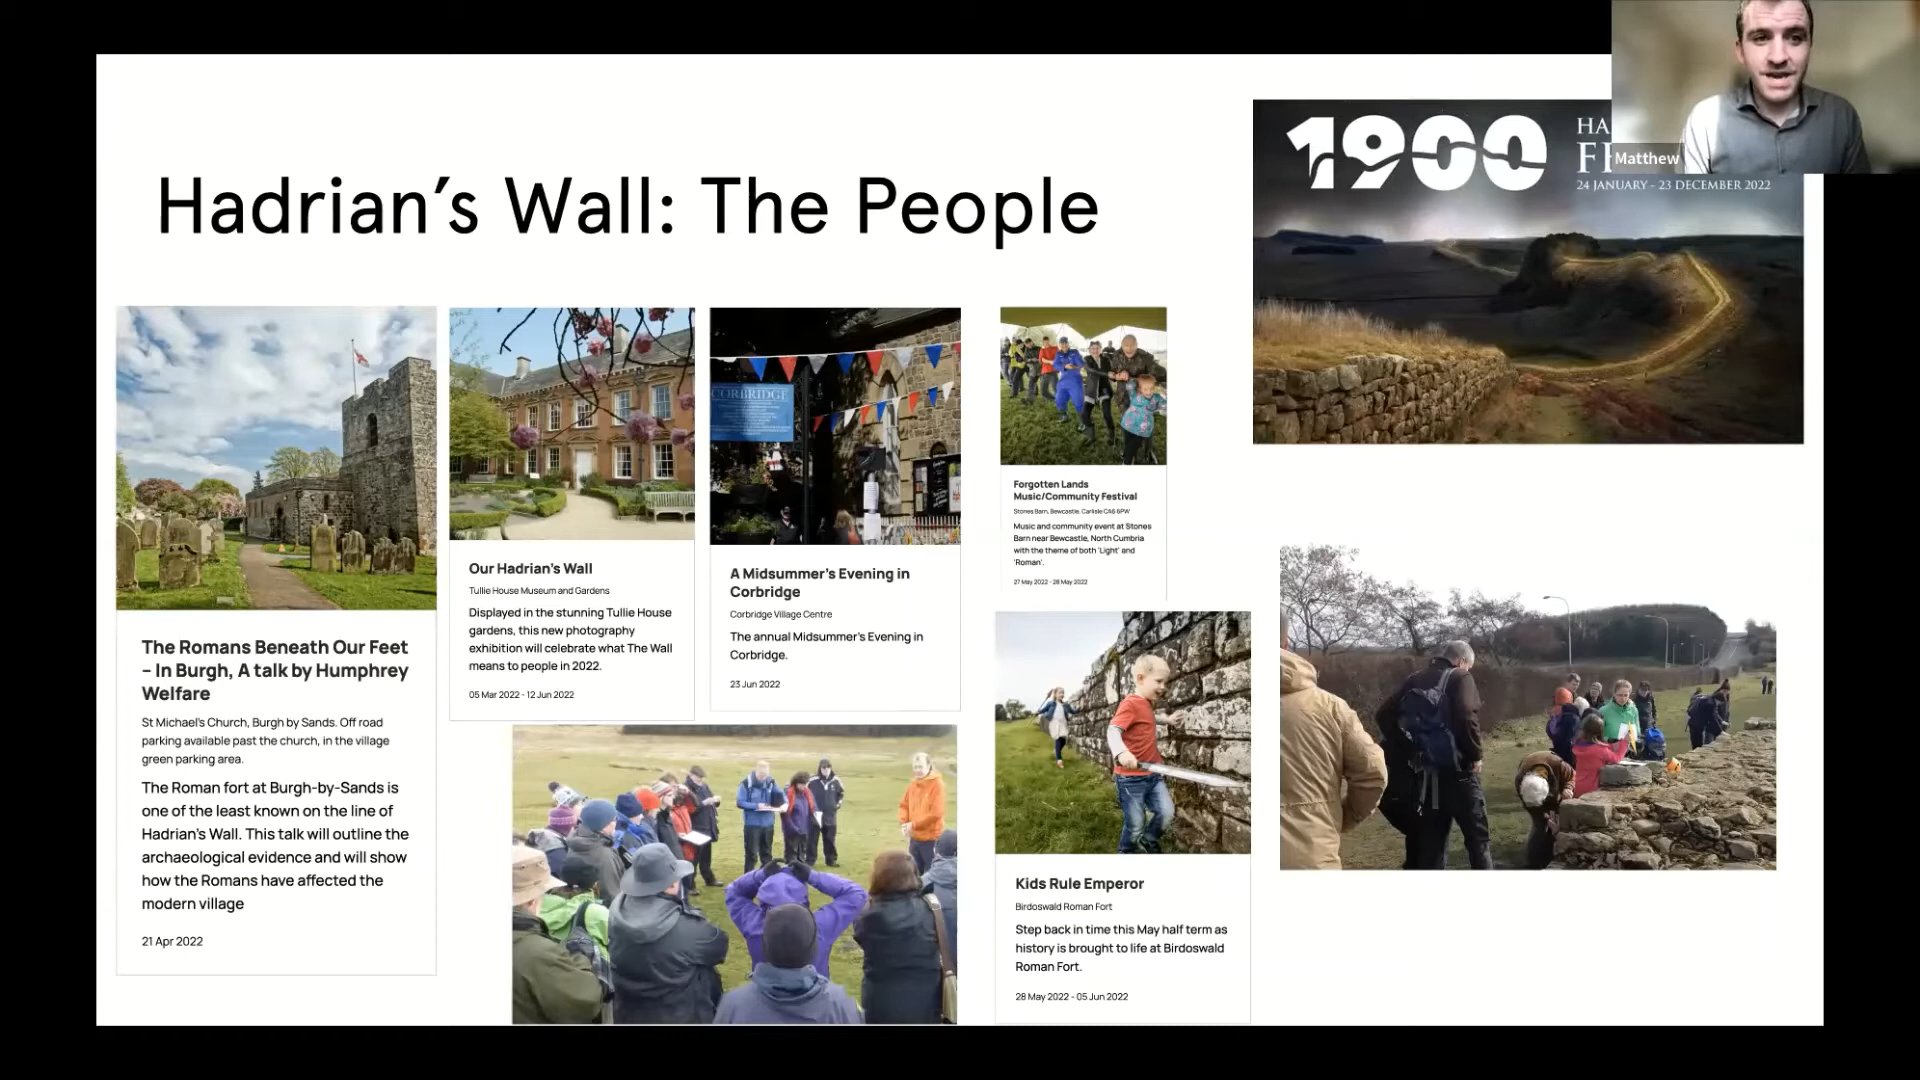 Hadrian’s Wall: The People
1900
HA
FI
24 JANUARY - 23 DECEMBER 2022
Matthew
The Romans Beneath Our Feet
– In Burgh, A talk by Humphrey
Welfare
St Michael's Church, Burgh by Sands. Off road
parking available past the church, in the village
green parking area.
The Roman fort at Burgh-by-Sands is
one of the least known on the line of
Hadrian's Wall. This talk will outline the
archaeological evidence and will show
how the Romans have affected the
modern village
21 Apr 2022
Our Hadrian's Wall
Tullie House Museum and Gardens
Displayed in the stunning Tullie House
gardens, this new photography
exhibition will celebrate what The Wall
means to people in 2022.
05 Mar 2022 - 12 Jun 2022
CORBRIDGE
A Midsummer's Evening in
Corbridge
Corbridge Village Centre
The annual Midsummer's Evening in
Corbridge.
23 Jun 2022
Forgotten Lands
Music/Community Festival
Stones Barn, Bewcastle, Carlisle CA6 6PW
Music and community event at Stones
Barn near Bewcastle, North Cumbria
with the theme of both 'Light' and
'Roman'.
27 May 2022 - 28 May 2022
Kids Rule Emperor
Birdoswald Roman Fort
Step back in time this May half term as
history is brought to life at Birdoswald
Roman Fort.
28 May 2022 - 05 Jun 2022